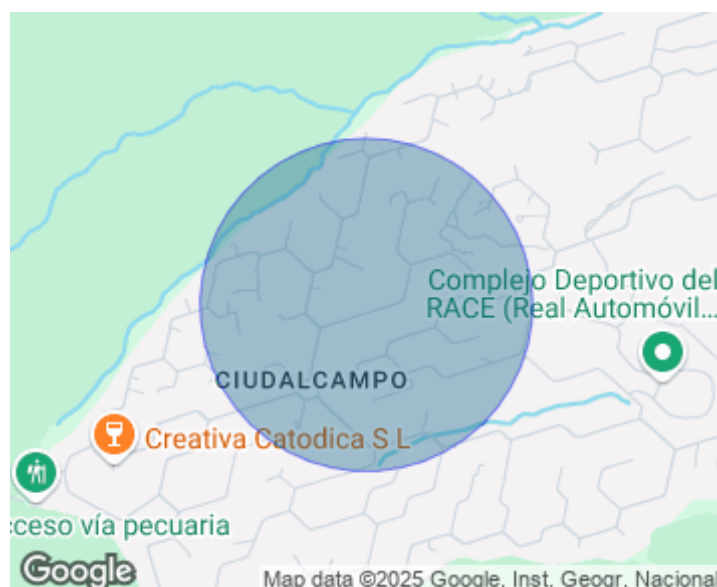 Complejo Deportivo del
RACE (Real Automóvil...
CIUDALCAMPO
Creativa Catodica S L
cceso vía pecuaria
Google
Map data ©2025 Google, Inst. Geogr. Nacional